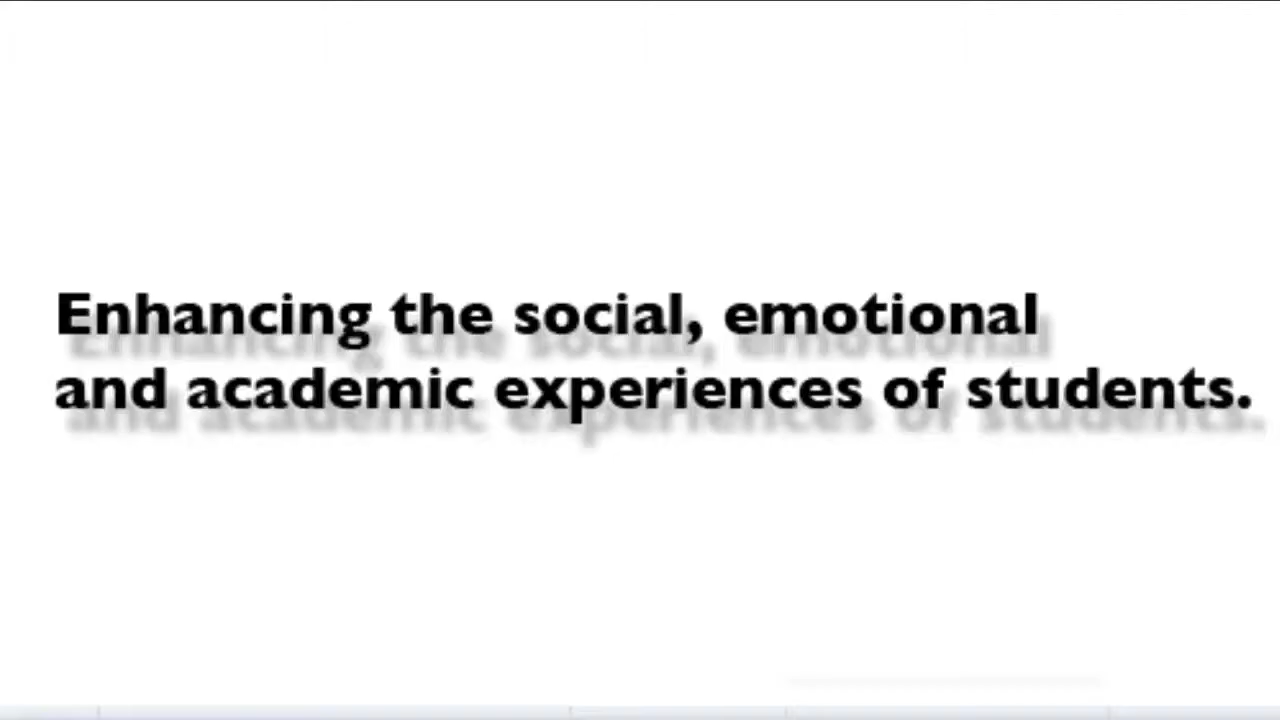 Enhancing the social, emotional
and academic experiences of students.